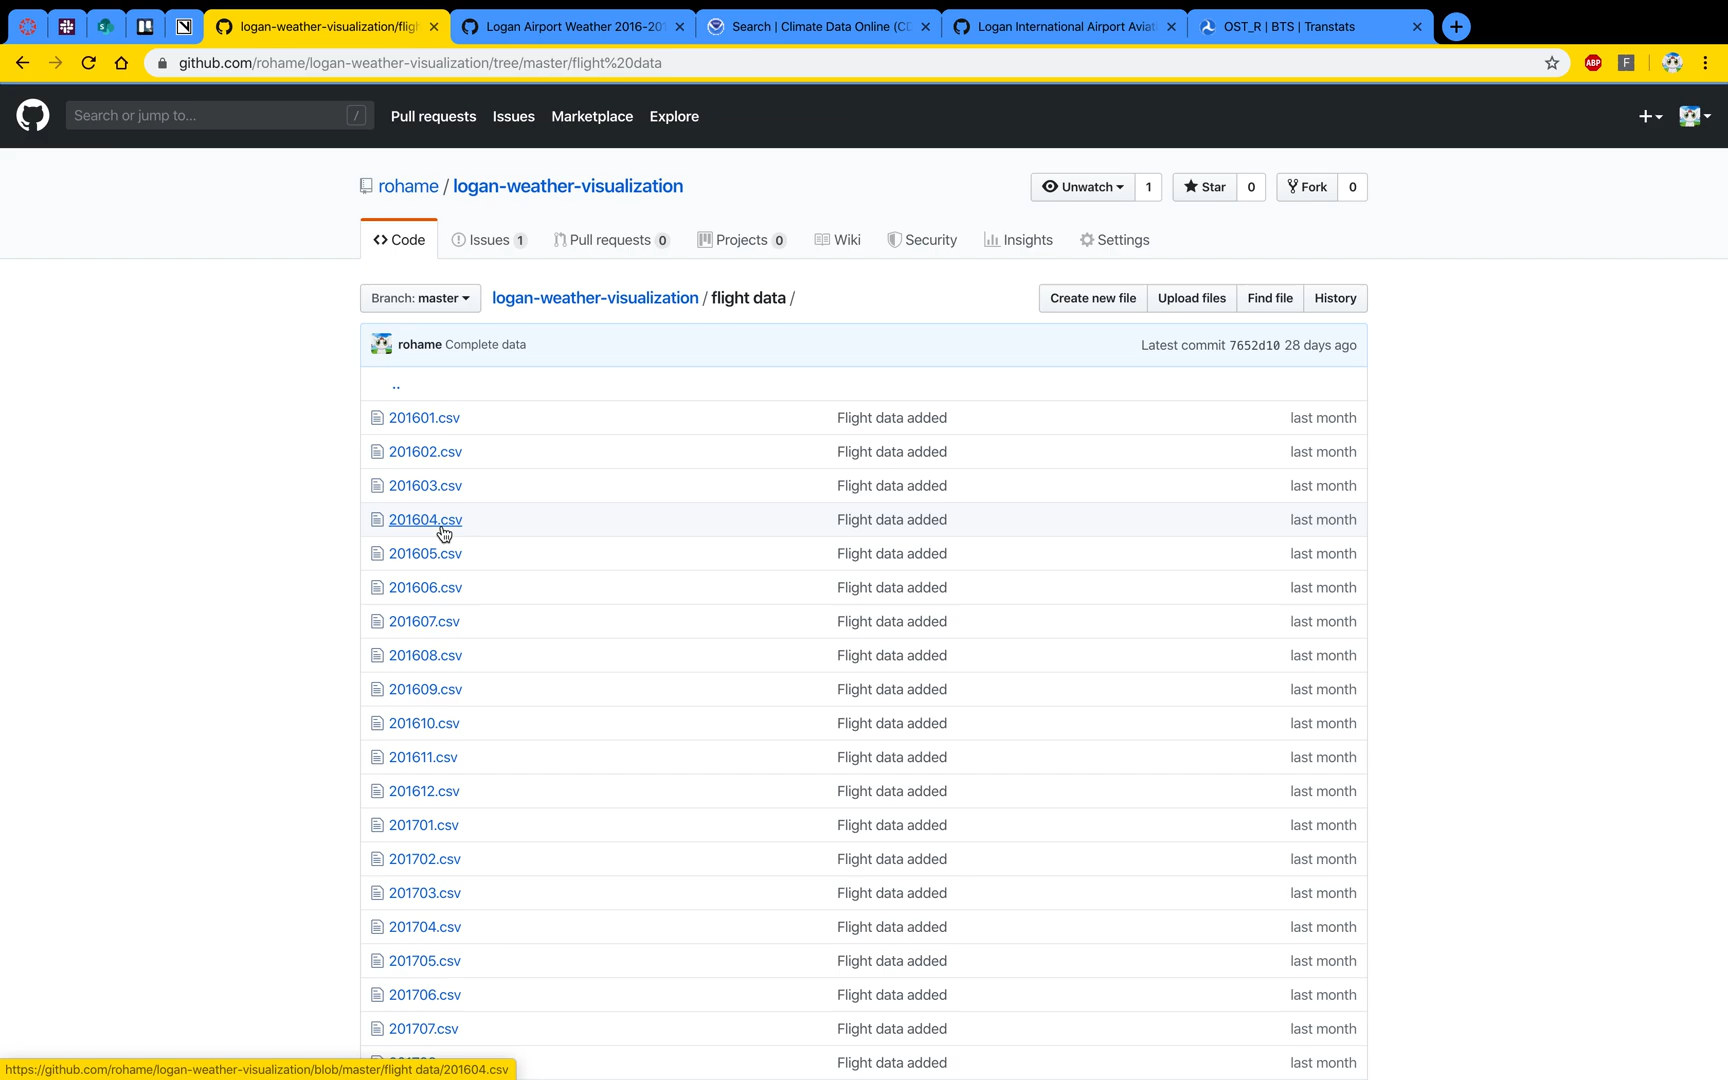 logan-weather-visualization/fligh
Logan Airport Weather 2016-201
Search | Climate Data Online (CD
Logan International Airport Aviati
OST_R | BTS | Transtats
github.com/rohame/logan-weather-visualization/tree/master/flight%20data
ABP
F
Search or jump to...
/
Pull requests
Issues
Marketplace
Explore
rohame / logan-weather-visualization
Unwatch 1
Star 0
Fork 0
Code
Issues 1
Pull requests 0
Projects 0
Wiki
Security
Insights
Settings
Branch: master
logan-weather-visualization / flight data /
Create new file
Upload files
Find file
History
rohame Complete data
Latest commit 7652d10 28 days ago
..
201601.csv Flight data added last month
201602.csv Flight data added last month
201603.csv Flight data added last month
201604.csv Flight data added last month
201605.csv Flight data added last month
201606.csv Flight data added last month
201607.csv Flight data added last month
201608.csv Flight data added last month
201609.csv Flight data added last month
201610.csv Flight data added last month
201611.csv Flight data added last month
201612.csv Flight data added last month
201701.csv Flight data added last month
201702.csv Flight data added last month
201703.csv Flight data added last month
201704.csv Flight data added last month
201705.csv Flight data added last month
201706.csv Flight data added last month
201707.csv Flight data added last month
Flight data added last month
https://github.com/rohame/logan-weather-visualization/blob/master/flight data/201604.csv